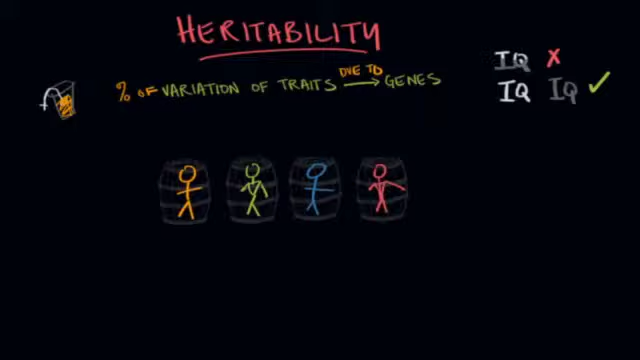 HERITABILITY
% OF VARIATION OF TRAITS DUE TO GENES
IQ
IQ IQ